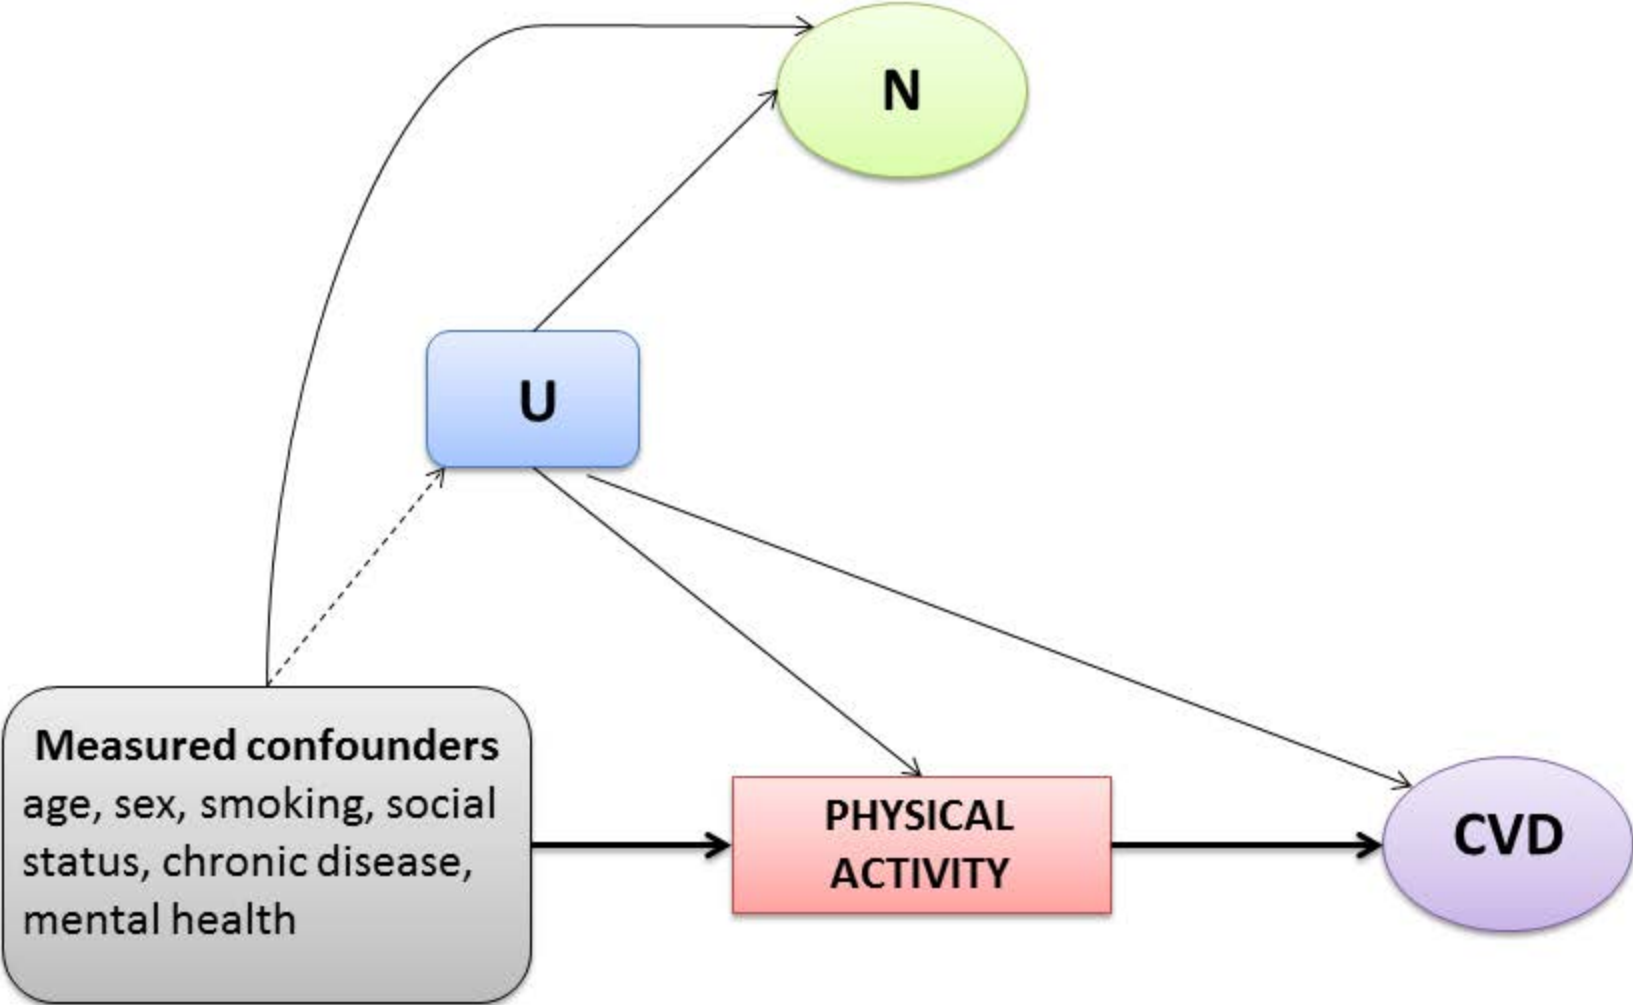 N
U
Measured confounders
age, sex, smoking, social
status, chronic disease,
mental health
PHYSICAL
ACTIVITY
CVD